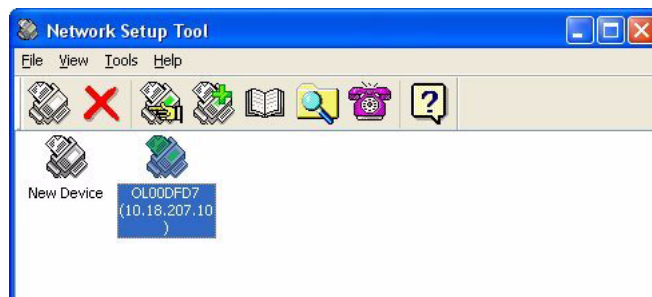 Network Setup Tool
File View Tools Help
?
New Device
OL00DFD7
(10.18.207.10
)